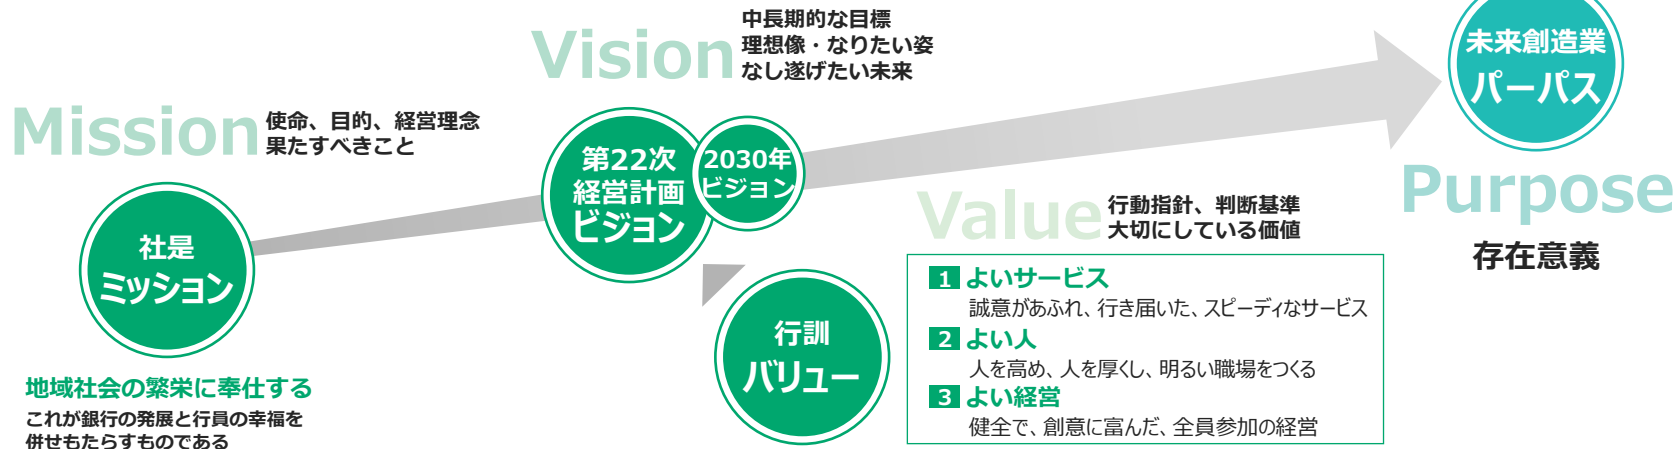 Mission
使命、目的、経営理念
果たすべきこと
社是
ミッション
地域社会の繁栄に奉仕する
これが銀行の発展と行員の幸福を
併せもたらすものである
Vision
中長期的な目標
理想像・なりたい姿
なし遂げたい未来
第22次
経営計画
ビジョン
2030年
ビジョン
Value
行動指針、判断基準
大切にしている価値
行訓
バリュー
1 よいサービス
誠意があふれ、行き届いた、スピーディなサービス
2 よい人
人を高め、人を厚くし、明るい職場をつくる
3 よい経営
健全で、創意に富んだ、全員参加の経営
未来創造業
パーパス
Purpose
存在意義